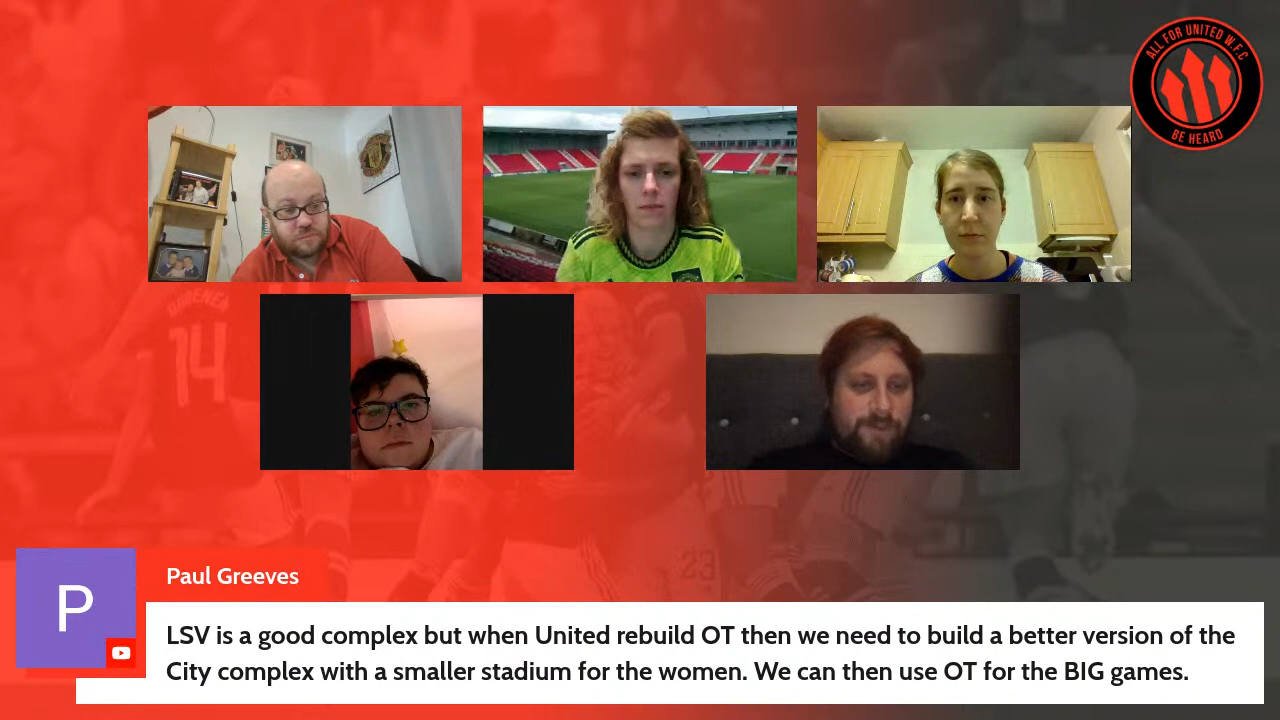 ALL FOR UNITED W.F.C
BE HEARD
14
23
P
Paul Greeves
LSV is a good complex but when United rebuild OT then we need to build a better version of the
City complex with a smaller stadium for the women. We can then use OT for the BIG games.